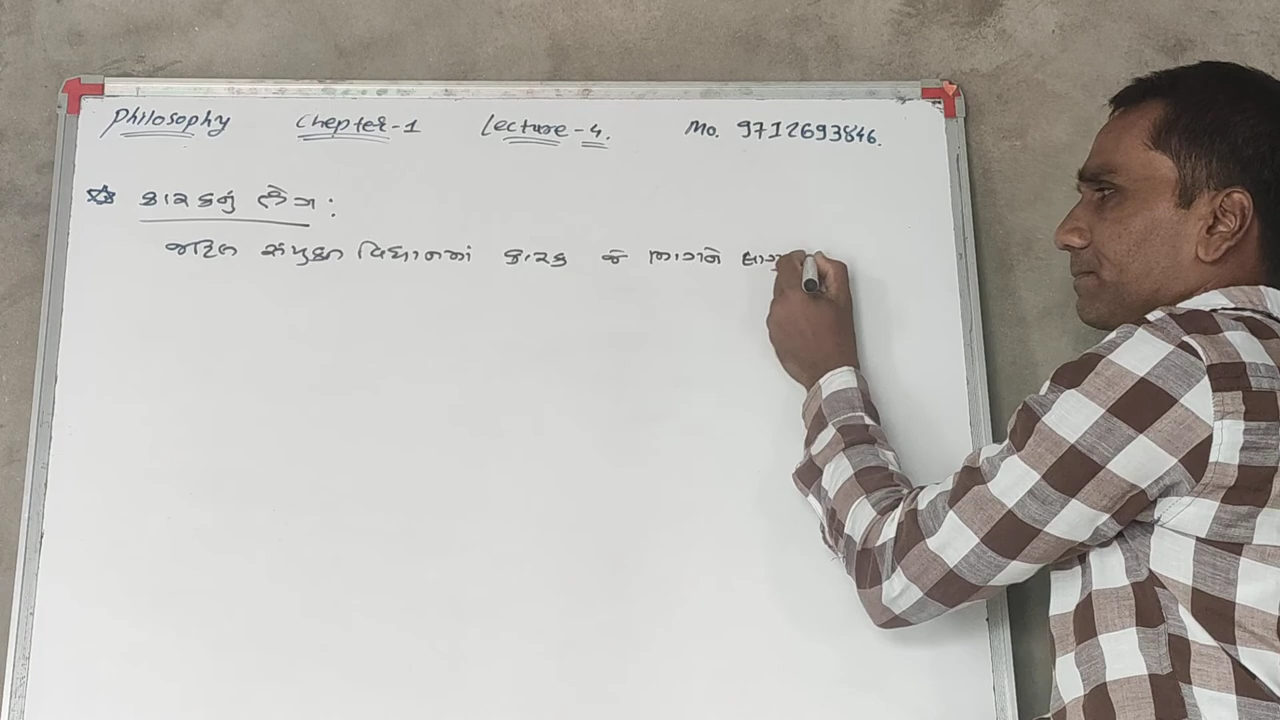 Philosophy Chepter-1 Lecture-4. Mo. 9712693846.
☆ કારકનું ક્ષેત્ર :
જટિલ સંયુક્ત વિધાનમાં કારક જે ભાગને લાગુ